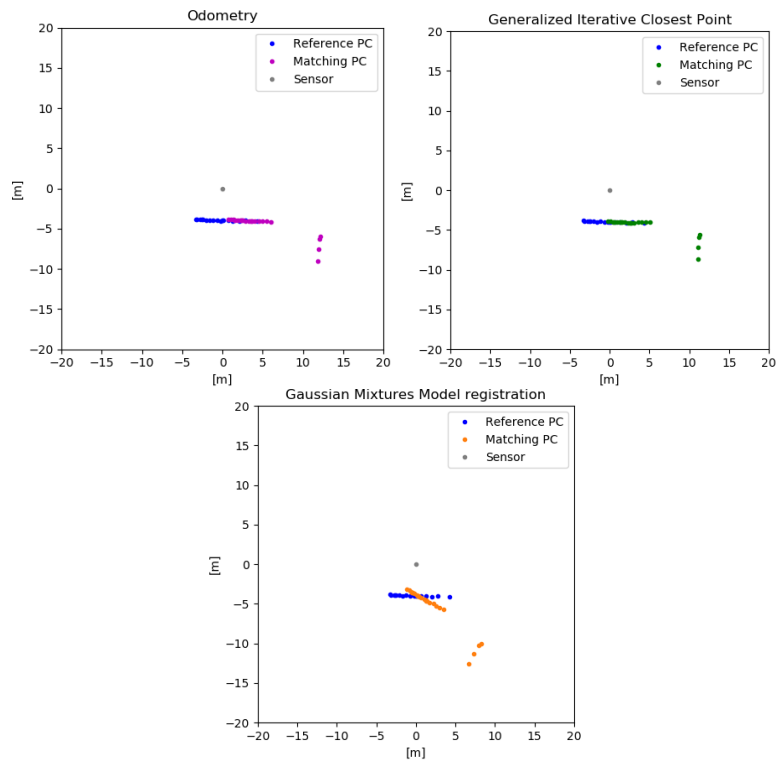 Odometry
Reference PC
Matching PC
Sensor
20
15
10
5
0
−5
−10
−15
−20
[m]
−20 −15 −10 −5 0 5 10 15 20
[m]
Generalized Iterative Closest Point
Reference PC
Matching PC
Sensor
20
15
10
5
0
−5
−10
−15
−20
[m]
−20 −15 −10 −5 0 5 10 15 20
[m]
Gaussian Mixtures Model registration
Reference PC
Matching PC
Sensor
20
15
10
5
0
−5
−10
−15
−20
[m]
−20 −15 −10 −5 0 5 10 15 20
[m]